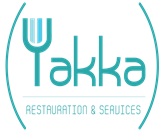 Yakka
RESTAURATION & SERVICES